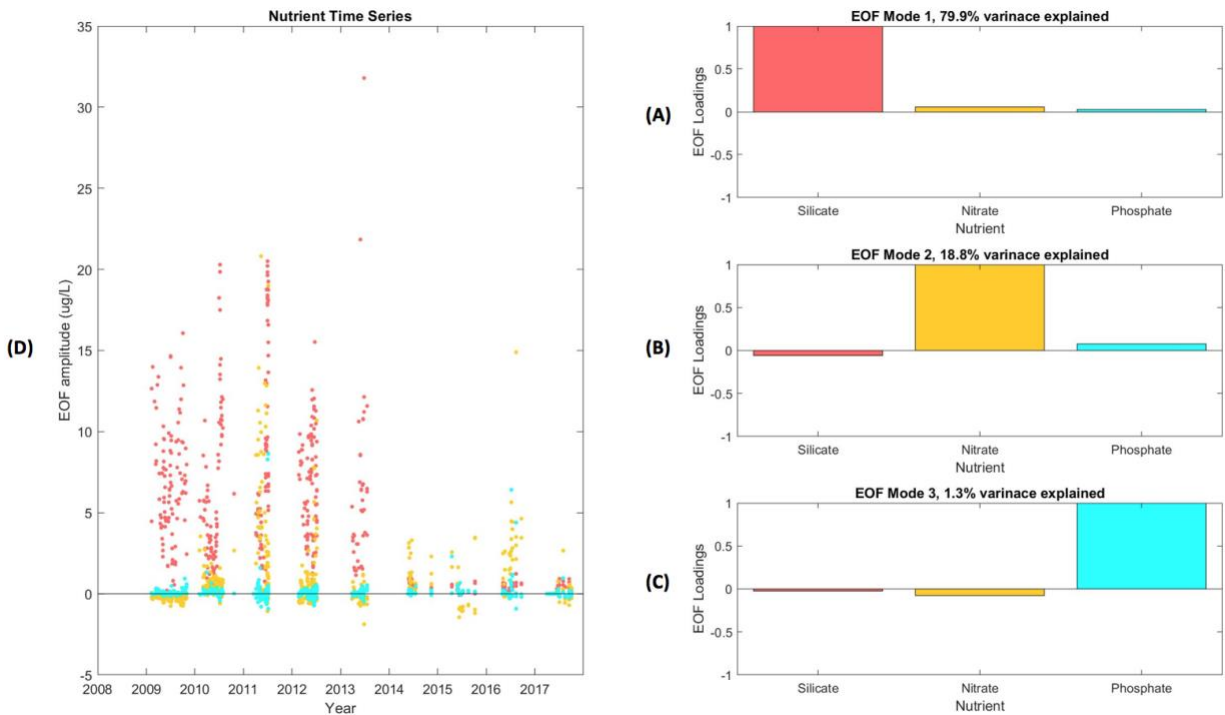 Nutrient Time Series
35
30
25
20
15
10
5
0
-5
EOF amplitude (ug/L)
2008 2009 2010 2011 2012 2013 2014 2015 2016 2017
Year
(D)
EOF Mode 1, 79.9% varinace explained
(A)
EOF Loadings
1
0.5
0
-0.5
-1
Silicate Nitrate Phosphate
Nutrient
EOF Mode 2, 18.8% varinace explained
(B)
EOF Loadings
1
0.5
0
-0.5
-1
Silicate Nitrate Phosphate
Nutrient
EOF Mode 3, 1.3% varinace explained
(C)
EOF Loadings
1
0.5
0
-0.5
-1
Silicate Nitrate Phosphate
Nutrient